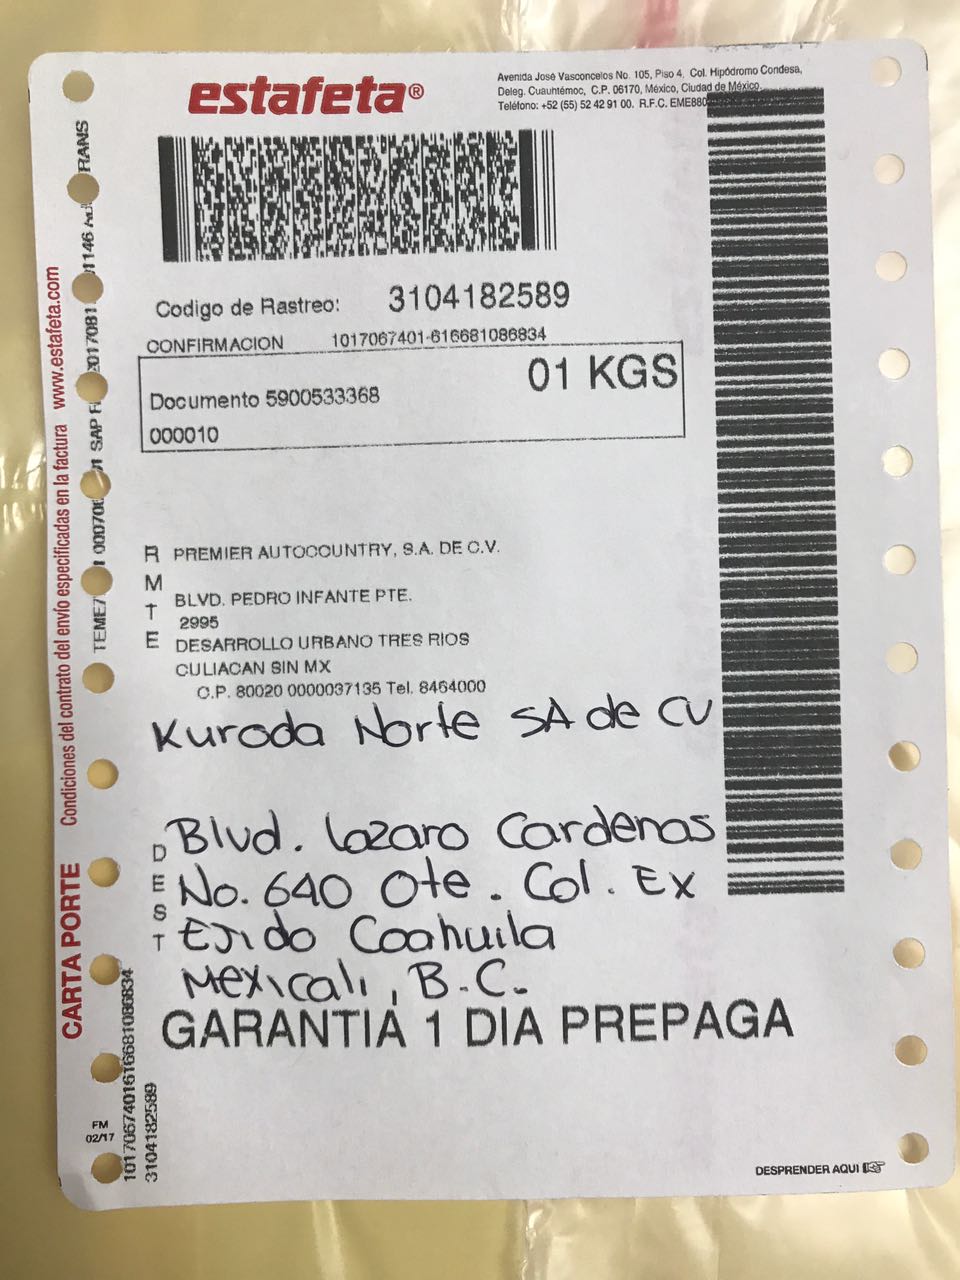 estafeta®
Avenida José Vasconcelos No. 105, Piso 4, Col. Hipódromo Condesa,
Deleg. Cuauhtémoc, C.P. 06170, México, Ciudad de México.
Teléfono: +52 (55) 52 42 91 00. R.F.C. EME880
Codigo de Rastreo: 3104182589
CONFIRMACION 1017067401-616681086834
01 KGS
Documento 5900533368
000010
RMTE
PREMIER AUTOCOUNTRY, S.A. DE C.V.
BLVD. PEDRO INFANTE PTE.
2995
DESARROLLO URBANO TRES RIOS
CULIACAN SIN MX
C.P. 80020 0000037135 Tel. 8464000
Kuroda Norte SA de CV
DEST
Blvd. Lazaro Cardenas
No. 640 Ote. Col. Ex
Ejido Coahuila
Mexicali, B.C.
GARANTIA 1 DIA PREPAGA
DESPRENDER AQUI
CARTA PORTE Condiciones del contrato del envío especificadas en la factura www.estafeta.com
FM
02/17
3104182589